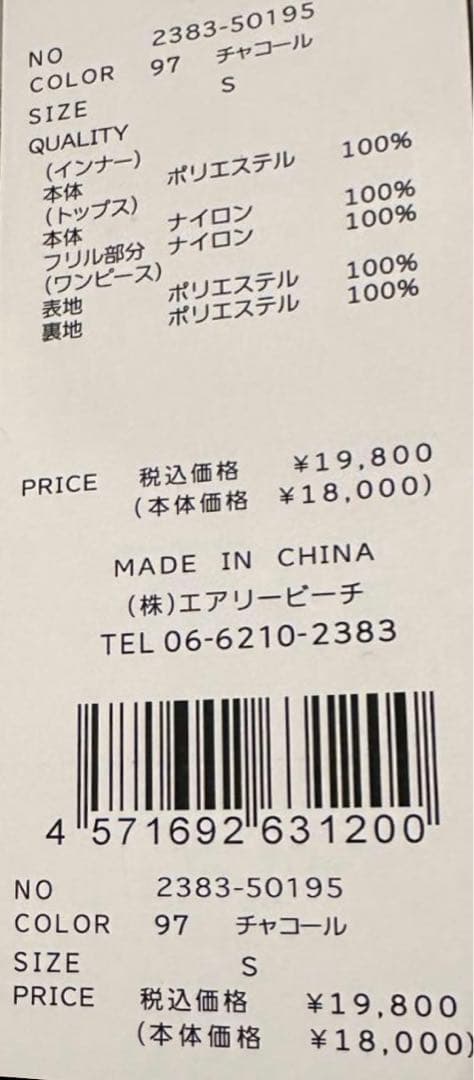 NO 2383-50195
COLOR 97 チャコール
SIZE S
QUALITY
(インナー)
本体 ポリエステル 100%
(トップス)
本体 ナイロン 100%
フリル部分 ナイロン 100%
(ワンピース)
表地 ポリエステル 100%
裏地 ポリエステル 100%
PRICE 税込価格 ¥19,800
(本体価格 ¥18,000)
MADE IN CHINA
(株)エアリービーチ
TEL 06-6210-2383
4 571692 631200
NO 2383-50195
COLOR 97 チャコール
SIZE S
PRICE 税込価格 ¥19,800
(本体価格 ¥18,000)